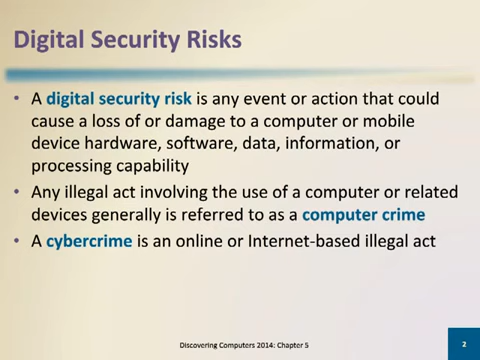 Digital Security Risks
• A digital security risk is any event or action that could
cause a loss of or damage to a computer or mobile
device hardware, software, data, information, or
processing capability
• Any illegal act involving the use of a computer or related
devices generally is referred to as a computer crime
• A cybercrime is an online or Internet-based illegal act
Discovering Computers 2014: Chapter 5
2